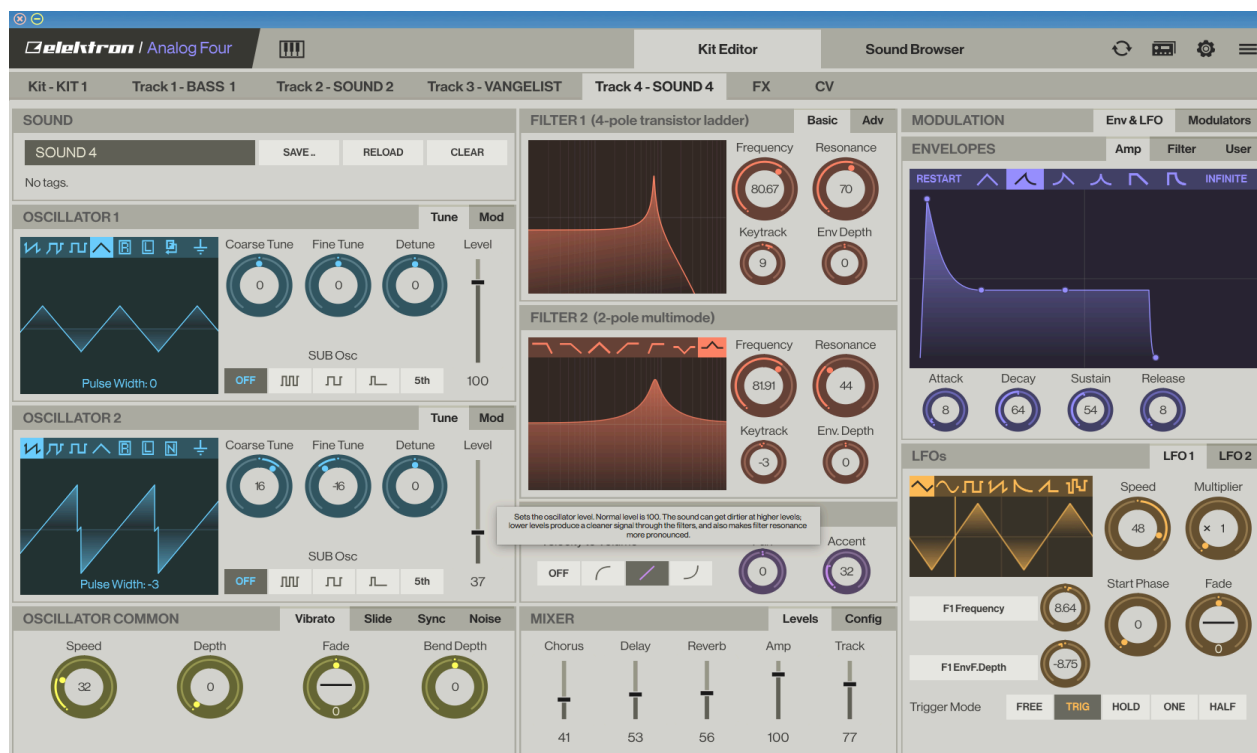 elektron / Analog Four
Kit Editor
Sound Browser
Kit - KIT 1
Track 1 - BASS 1
Track 2 - SOUND 2
Track 3 - VANGELIST
Track 4 - SOUND 4
FX
CV
SOUND
SOUND 4
SAVE..
RELOAD
CLEAR
No tags.
OSCILLATOR 1
Tune
Mod
R
L
Coarse Tune
Fine Tune
Detune
Level
0
0
0
SUB Osc
Pulse Width: 0
OFF
5th
100
OSCILLATOR 2
Tune
Mod
R
L
N
Coarse Tune
Fine Tune
Detune
Level
16
-16
0
SUB Osc
Pulse Width: -3
OFF
5th
37
OSCILLATOR COMMON
Vibrato
Slide
Sync
Noise
Speed
Depth
Fade
Bend Depth
32
0
0
0
FILTER 1 (4-pole transistor ladder)
Basic
Adv
Frequency
Resonance
80.67
70
Keytrack
Env Depth
9
0
FILTER 2 (2-pole multimode)
Frequency
Resonance
81.91
44
Keytrack
Env. Depth
-3
0
Sets the oscillator level. Normal level is 100. The sound can get dirtier at higher levels;
lower levels produce a cleaner signal through the filters, and also makes filter resonance
more pronounced.
Accent
OFF
0
32
MIXER
Levels
Config
Chorus
Delay
Reverb
Amp
Track
41
53
56
100
77
MODULATION
Env & LFO
Modulators
ENVELOPES
Amp
Filter
User
RESTART
INFINITE
Attack
Decay
Sustain
Release
8
64
54
8
LFOs
LFO 1
LFO 2
Speed
Multiplier
48
× 1
Start Phase
Fade
F1 Frequency
8.64
0
0
F1 EnvF.Depth
-8.75
Trigger Mode
FREE
TRIG
HOLD
ONE
HALF